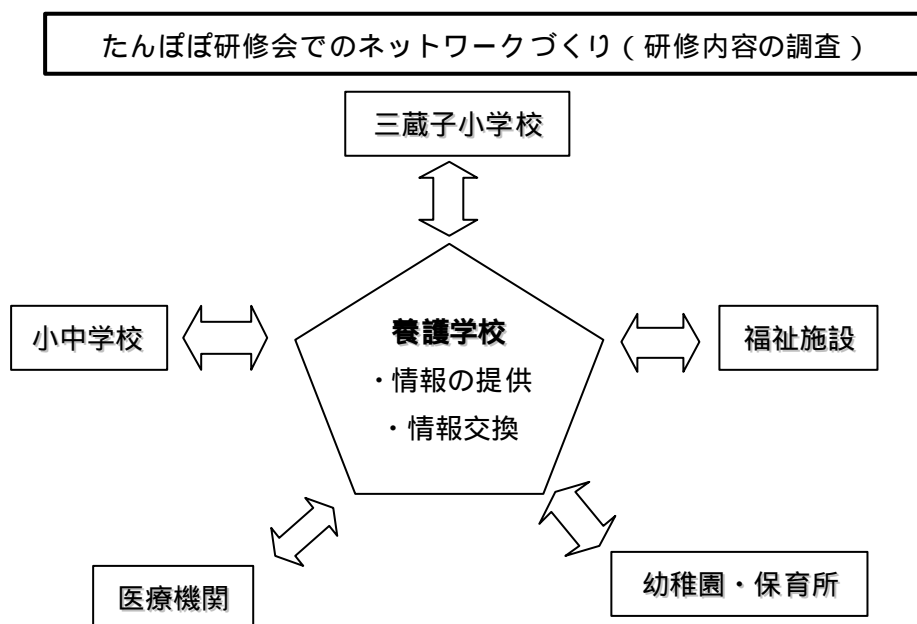 たんぽぽ研修会でのネットワークづくり（研修内容の調査）
三蔵子小学校
小中学校
養護学校
・情報の提供
・情報交換
福祉施設
医療機関
幼稚園・保育所